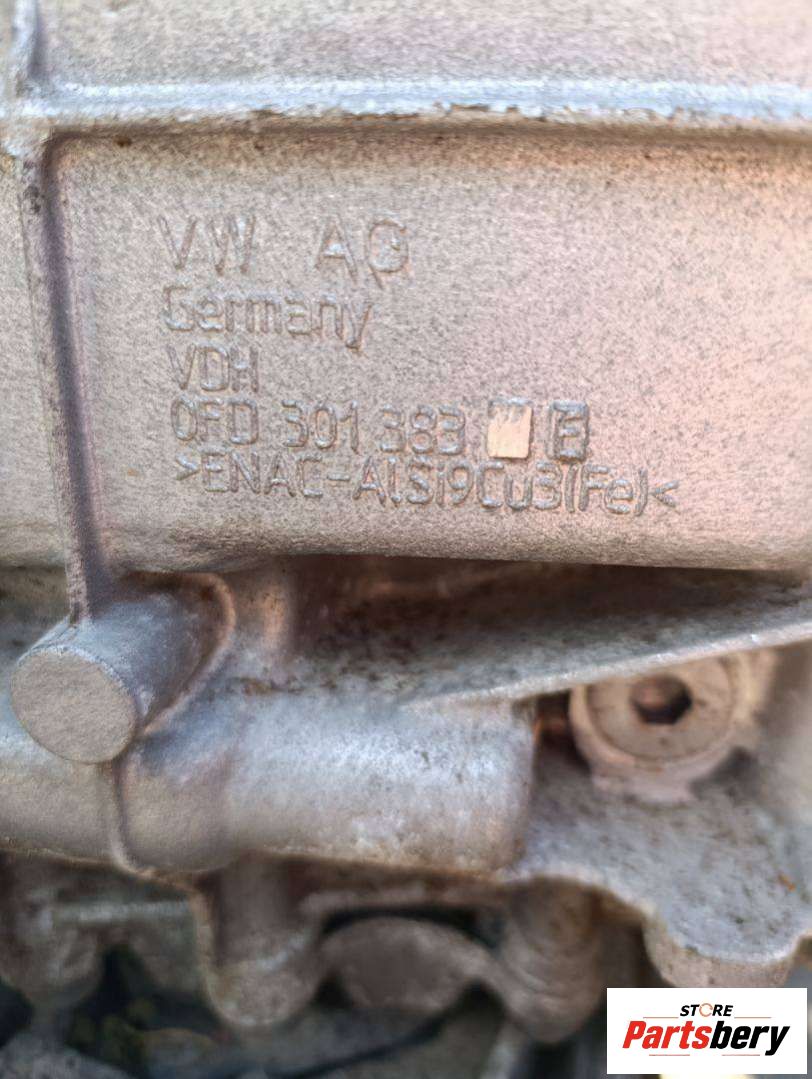 VW AG
Germany
VDH
0FD 301 383 E
>ENAC-AlSi9Cu3(Fe)<
STORE
Partsbery